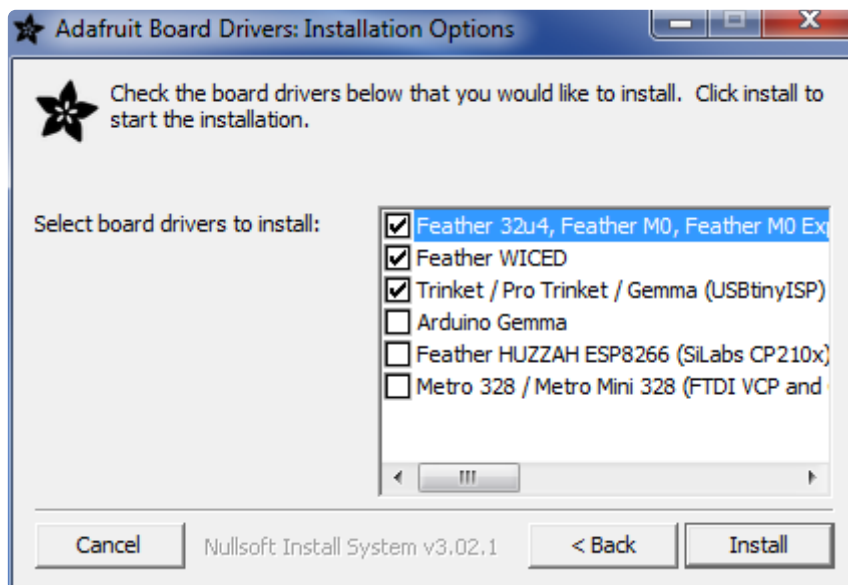 Adafruit Board Drivers: Installation Options
Check the board drivers below that you would like to install. Click install to
start the installation.
Select board drivers to install:
Feather 32u4, Feather M0, Feather M0 Exp
Feather WICED
Trinket / Pro Trinket / Gemma (USBtinyISP)
Arduino Gemma
Feather HUZZAH ESP8266 (SiLabs CP210x)
Metro 328 / Metro Mini 328 (FTDI VCP and
Cancel
Nullsoft Install System v3.02.1
< Back
Install